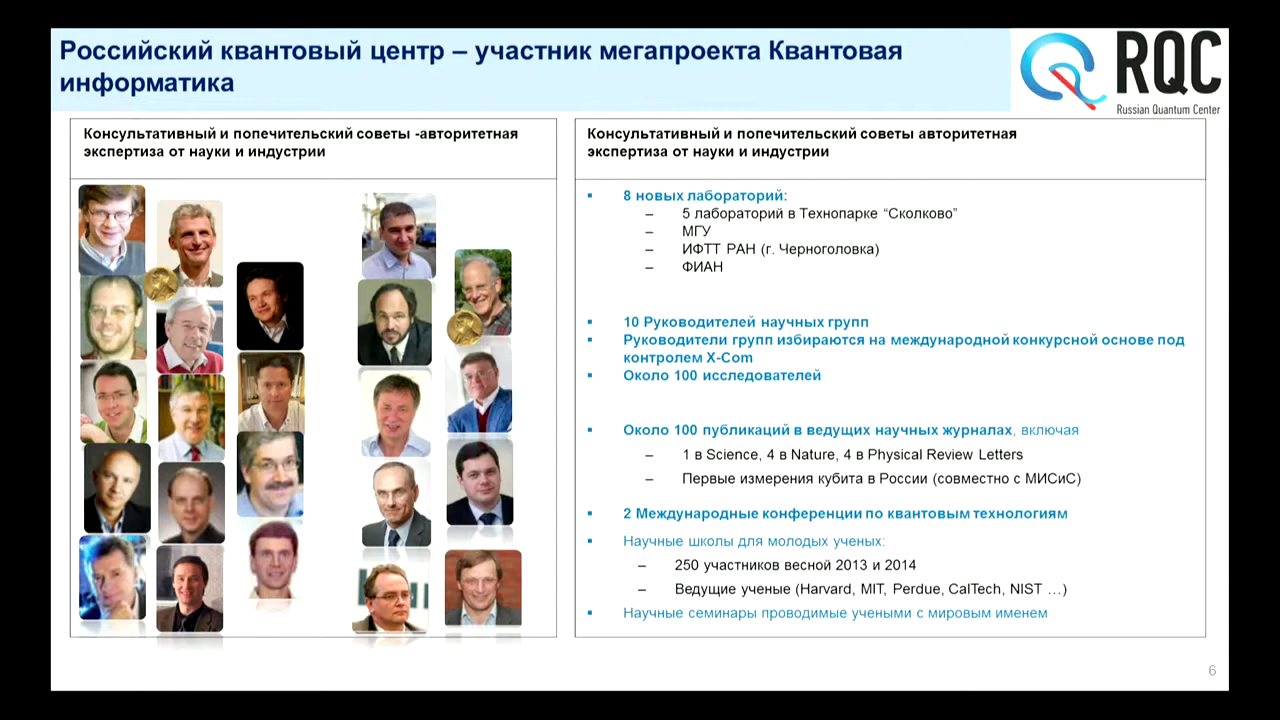 Российский квантовый центр – участник мегапроекта Квантовая
информатика
RQC
Russian Quantum Center
Консультативный и попечительский советы -авторитетная
экспертиза от науки и индустрии
Консультативный и попечительский советы авторитетная
экспертиза от науки и индустрии
8 новых лабораторий:
– 5 лабораторий в Технопарке “Сколково”
– МГУ
– ИФТТ РАН (г. Черноголовка)
– ФИАН
10 Руководителей научных групп
Руководители групп избираются на международной конкурсной основе под
контролем X-Com
Около 100 исследователей
Около 100 публикаций в ведущих научных журналах, включая
– 1 в Science, 4 в Nature, 4 в Physical Review Letters
– Первые измерения кубита в России (совместно с МИСиС)
2 Международные конференции по квантовым технологиям
Научные школы для молодых ученых:
– 250 участников весной 2013 и 2014
– Ведущие ученые (Harvard, MIT, Perdue, CalTech, NIST …)
Научные семинары проводимые учеными с мировым именем
6